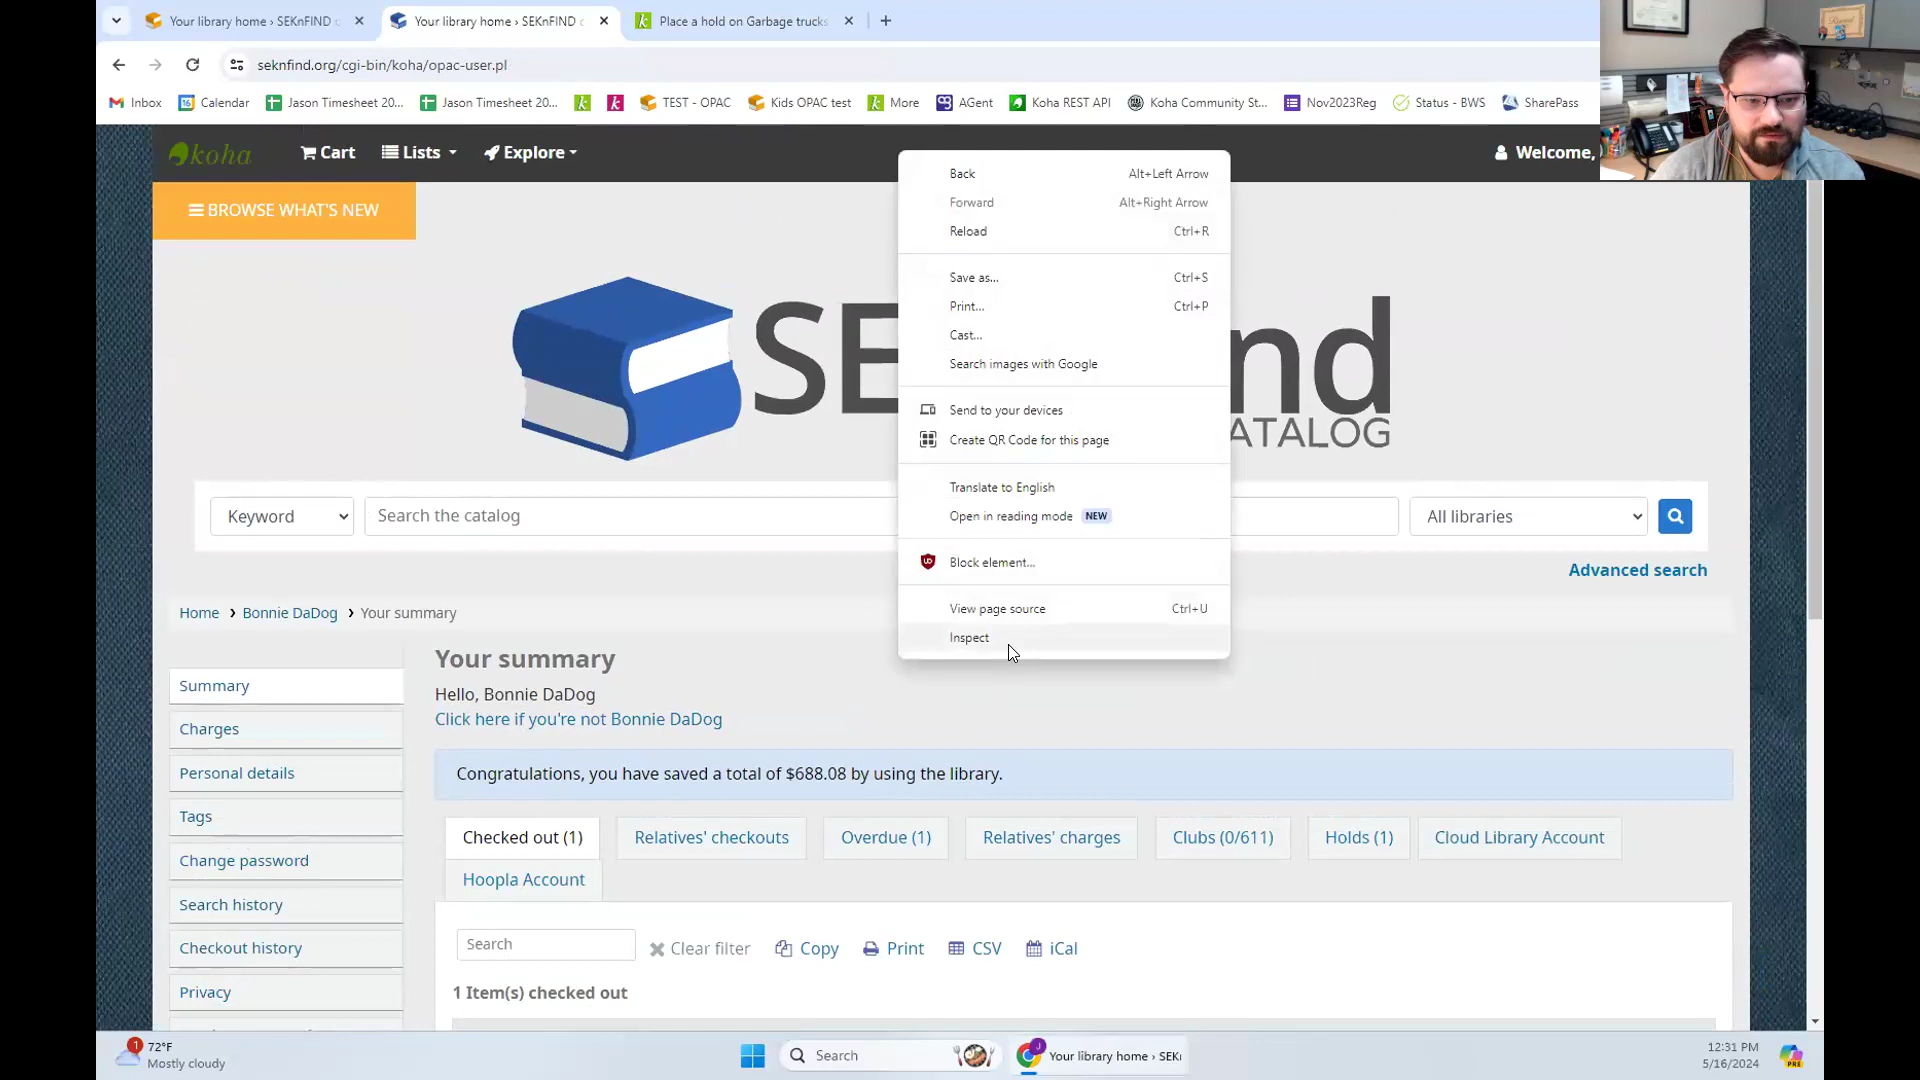 Your library home › SEKnFIND c
Your library home › SEKnFIND c
Place a hold on Garbage trucks
seknfind.org/cgi-bin/koha/opac-user.pl
Inbox
Calendar
Jason Timesheet 20...
Jason Timesheet 20...
TEST - OPAC
Kids OPAC test
More
AGent
Koha REST API
Koha Community St...
Nov2023Reg
Status - BWS
SharePass
koha
Cart
Lists
Explore
Welcome,
BROWSE WHAT'S NEW
Back Alt+Left Arrow
Forward Alt+Right Arrow
Reload Ctrl+R
Save as... Ctrl+S
Print... Ctrl+P
Cast...
Search images with Google
Send to your devices
Create QR Code for this page
Translate to English
Open in reading mode NEW
Block element...
View page source Ctrl+U
Inspect
Keyword
Search the catalog
All libraries
Advanced search
Home › Bonnie DaDog › Your summary
Summary
Charges
Personal details
Tags
Change password
Search history
Checkout history
Privacy
Your summary
Hello, Bonnie DaDog
Click here if you're not Bonnie DaDog
Congratulations, you have saved a total of $688.08 by using the library.
Checked out (1)
Relatives' checkouts
Overdue (1)
Relatives' charges
Clubs (0/611)
Holds (1)
Cloud Library Account
Hoopla Account
Search
Clear filter
Copy
Print
CSV
iCal
1 Item(s) checked out
1
72°F
Mostly cloudy
Search
Your library home › SEK
12:31 PM
5/16/2024